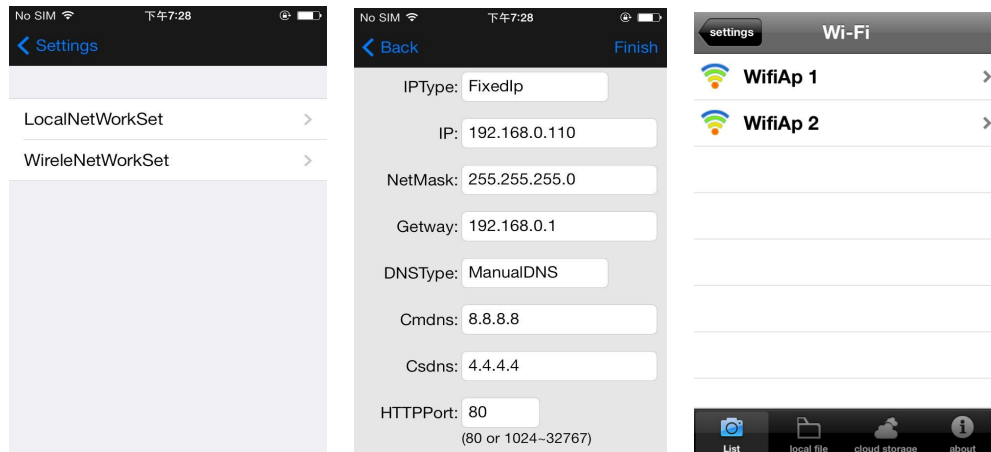 No SIM 下午7:28
Settings
LocalNetWorkSet
WireleNetWorkSet
No SIM 下午7:28
Back Finish
IPType: FixedIp
IP: 192.168.0.110
NetMask: 255.255.255.0
Getway: 192.168.0.1
DNSType: ManualDNS
Cmdns: 8.8.8.8
Csdns: 4.4.4.4
HTTPPort: 80
(80 or 1024~32767)
settings Wi-Fi
WifiAp 1
WifiAp 2
List local file cloud storage about